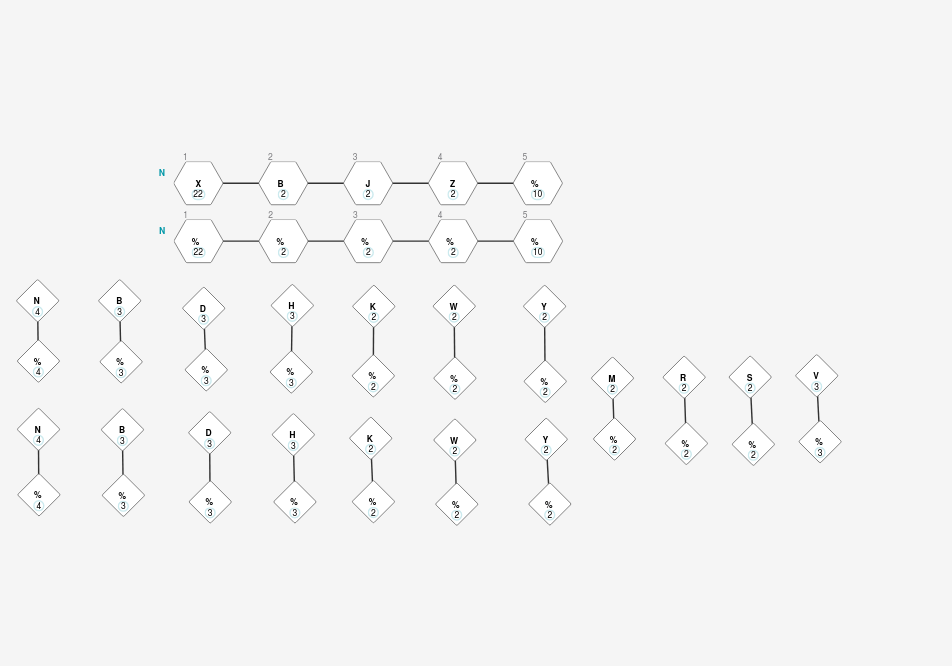 1 2 3 4 5
N X B J Z %
22 2 2 2 10
1 2 3 4 5
N % % % % %
22 2 2 2 10
N B D H K W Y
4 3 3 3 2 2 2
% % % % % % %
4 3 3 3 2 2 2
M R S V
2 2 2 3
% % % %
2 2 2 3
N B D H K W Y
4 3 3 3 2 2 2
% % % % % % %
4 3 3 3 2 2 2